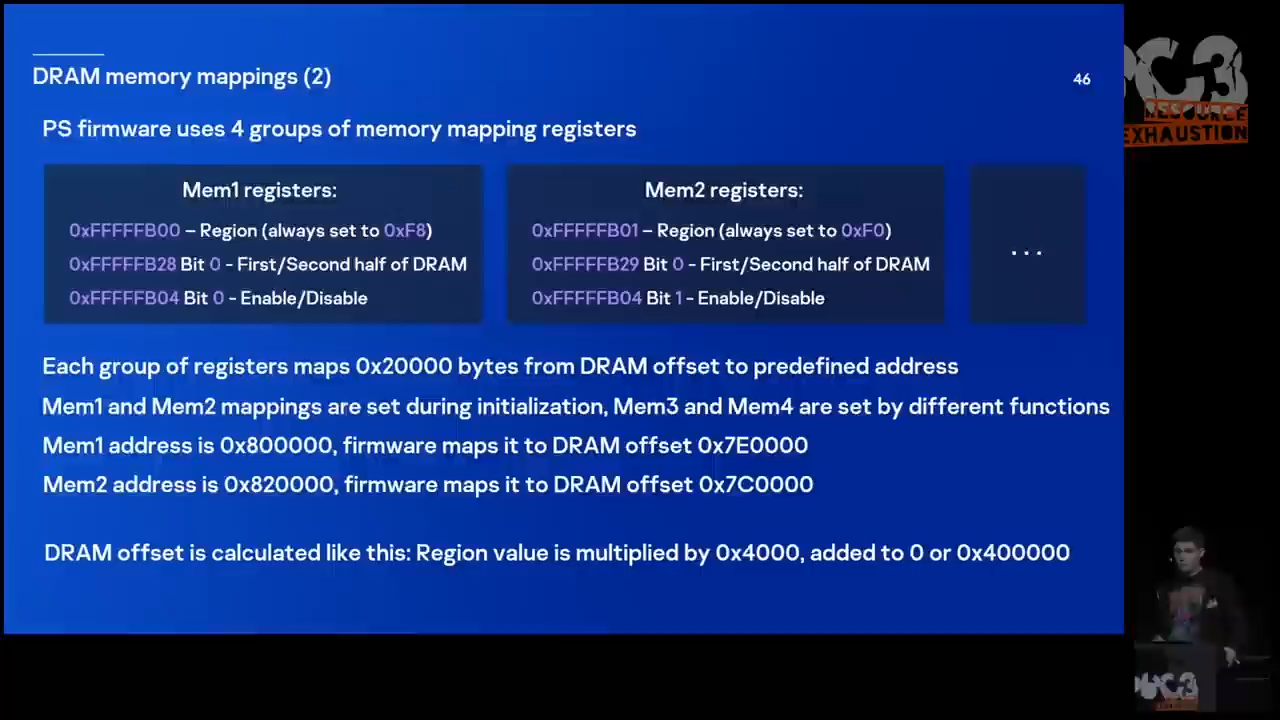 DRAM memory mappings (2)
46
PS firmware uses 4 groups of memory mapping registers
Mem1 registers:
0xFFFFFB00 – Region (always set to 0xF8)
0xFFFFFB28 Bit 0 - First/Second half of DRAM
0xFFFFFB04 Bit 0 - Enable/Disable
Mem2 registers:
0xFFFFFB01 – Region (always set to 0xF0)
0xFFFFFB29 Bit 0 - First/Second half of DRAM
0xFFFFFB04 Bit 1 - Enable/Disable
...
Each group of registers maps 0x20000 bytes from DRAM offset to predefined address
Mem1 and Mem2 mappings are set during initialization, Mem3 and Mem4 are set by different functions
Mem1 address is 0x800000, firmware maps it to DRAM offset 0x7E0000
Mem2 address is 0x820000, firmware maps it to DRAM offset 0x7C0000
DRAM offset is calculated like this: Region value is multiplied by 0x4000, added to 0 or 0x400000
RESOURCE
EXHAUSTION